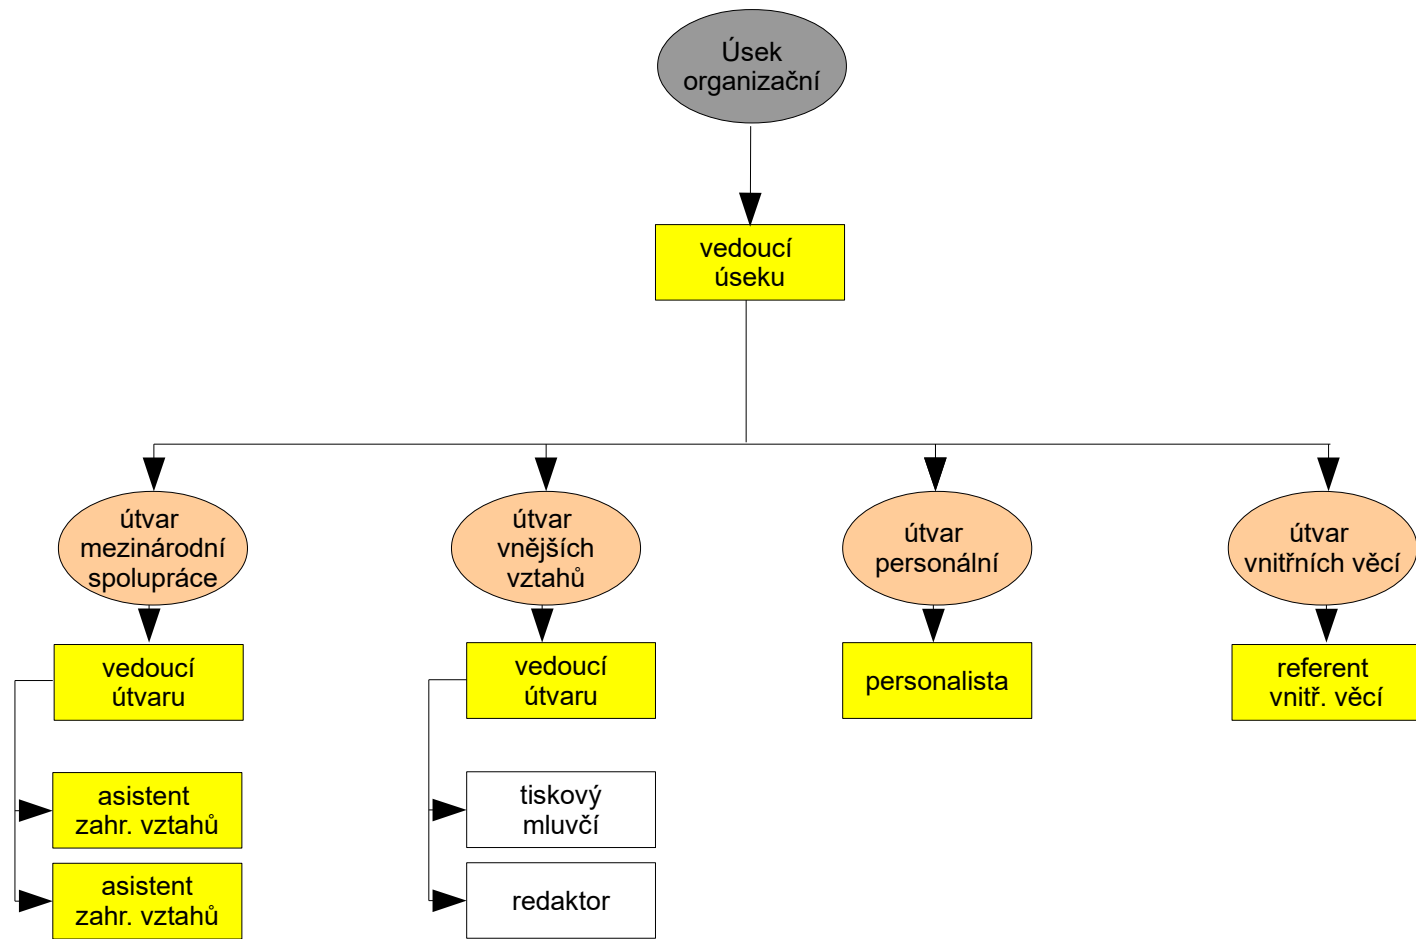 Úsek
organizační
vedoucí
úseku
útvar
mezinárodní
spolupráce
útvar
vnějších
vztahů
útvar
personální
útvar
vnitřních věcí
vedoucí
útvaru
vedoucí
útvaru
personalista
referent
vnitř. věcí
asistent
zahr. vztahů
tiskový
mluvčí
asistent
zahr. vztahů
redaktor